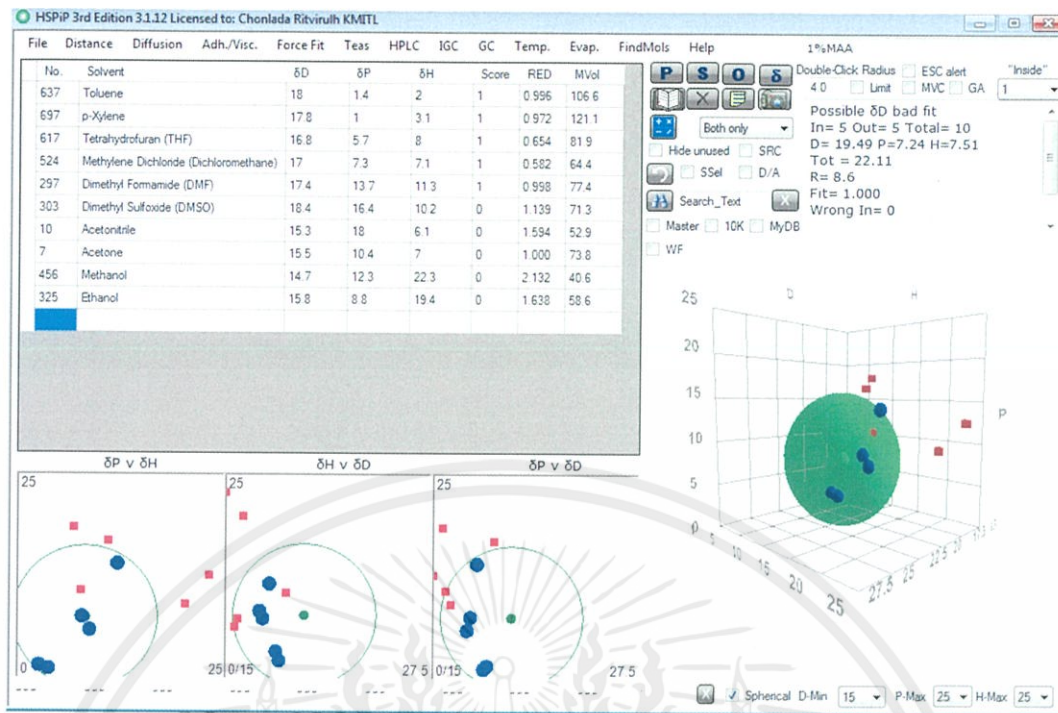 HSPiP 3rd Edition 3.1.12 Licensed to: Chonlada Ritvirulh KMITL
File Distance Diffusion Adh./Visc. Force Fit Teas HPLC IGC GC Temp. Evap. FindMols Help 1%MAA
No. Solvent δD δP δH Score RED MVol
637 Toluene 18 1.4 2 1 0.996 106.6
697 p-Xylene 17.8 1 3.1 1 0.972 121.1
617 Tetrahydrofuran (THF) 16.8 5.7 8 1 0.654 81.9
524 Methylene Dichloride (Dichloromethane) 17 7.3 7.1 1 0.582 64.4
297 Dimethyl Formamide (DMF) 17.4 13.7 11.3 1 0.998 77.4
303 Dimethyl Sulfoxide (DMSO) 18.4 16.4 10.2 0 1.139 71.3
10 Acetonitrile 15.3 18 6.1 0 1.594 52.9
7 Acetone 15.5 10.4 7 0 1.000 73.8
456 Methanol 14.7 12.3 22.3 0 2.132 40.6
325 Ethanol 15.8 8.8 19.4 0 1.638 58.6
P S O δ Double-Click Radius ESC alert "Inside"
4.0 Limit MVC GA 1
Both only
Hide unused SRC
SSel D/A
Search_Text X
Master 10K MyDB
WF
Possible δD bad fit
In= 5 Out= 5 Total= 10
D= 19.49 P=7.24 H=7.51
Tot = 22.11
R= 8.6
Fit= 1.000
Wrong In= 0
D H
25
20
15
10
5
0
P
5 10 15 20 25
27.5 25 22.5 20 17.5
δP v δH δH v δD δP v δD
25 25 25
0 25 0/15 27.5 0/15 27.5
--- --- --- --- --- --- --- --- ---
X Spherical D-Min 15 P-Max 25 H-Max 25